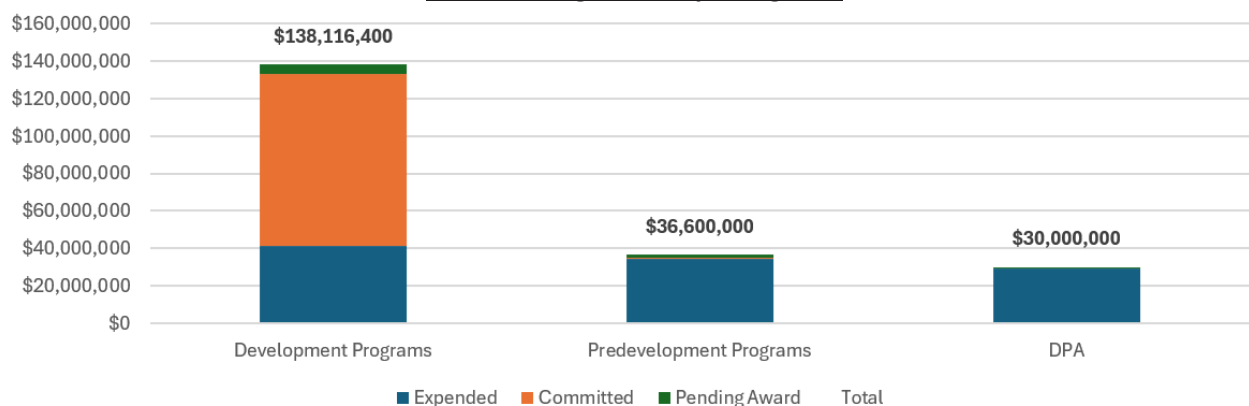 $160,000,000
$140,000,000
$120,000,000
$100,000,000
$80,000,000
$60,000,000
$40,000,000
$20,000,000
$0
$138,116,400
$36,600,000
$30,000,000
Development Programs
Predevelopment Programs
DPA
Expended
Committed
Pending Award
Total